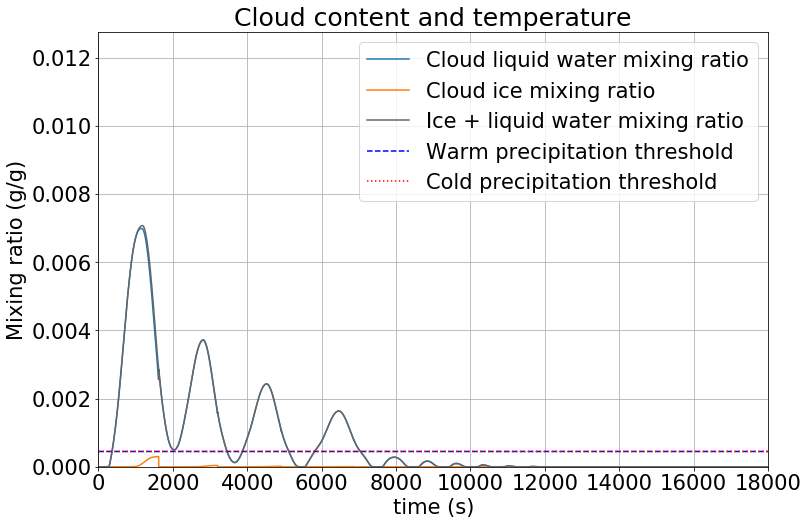 Cloud content and temperature
Cloud liquid water mixing ratio
Cloud ice mixing ratio
Ice + liquid water mixing ratio
Warm precipitation threshold
Cold precipitation threshold
Mixing ratio (g/g)
0.012
0.010
0.008
0.006
0.004
0.002
0.000
0 2000 4000 6000 8000 10000 12000 14000 16000 18000
time (s)